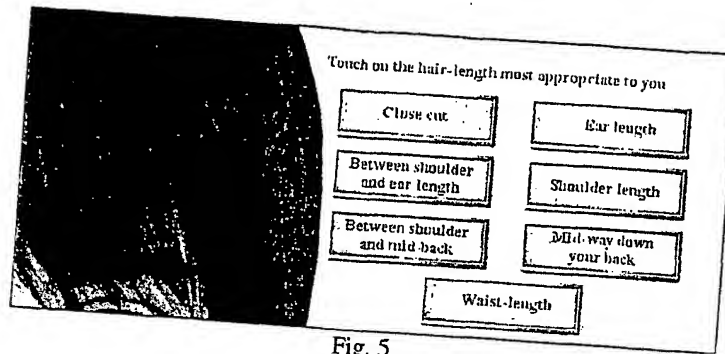 Touch on the hair-length most appropriate to you
Close cut
Ear length
Between shoulder
and ear length
Shoulder length
Between shoulder
and mid-back
Mid-way down
your back
Waist-length
Fig. 5